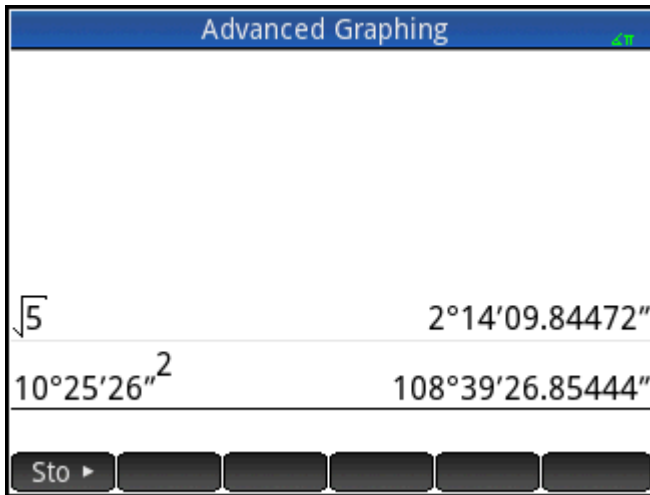 Advanced Graphing
∡π
√5
2°14′09.84472″
10°25′26″²
108°39′26.85444″
Sto ►